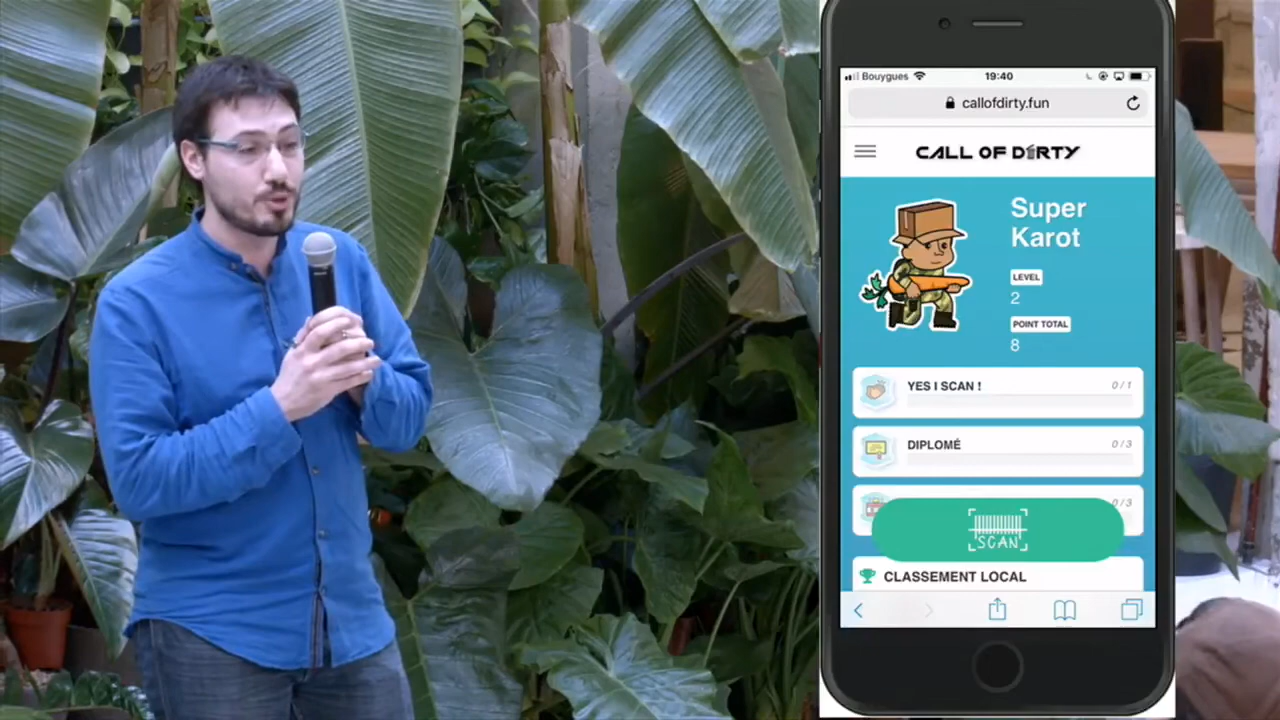 Bouygues 19:40
callofdirty.fun
CALL OF DIRTY
Super
Karot
LEVEL
2
POINT TOTAL
8
YES I SCAN ! 0 / 1
DIPLOMÉ 0 / 3
0 / 3
SCAN
CLASSEMENT LOCAL